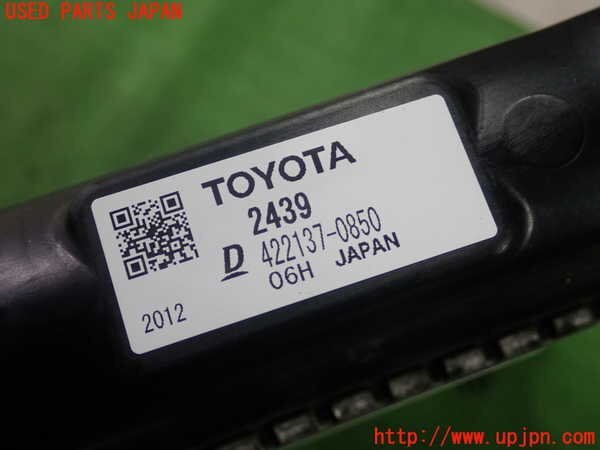 USED PARTS JAPAN
TOYOTA
2439
D 422137-0850
06H JAPAN
2012
http://www.upjpn.com/